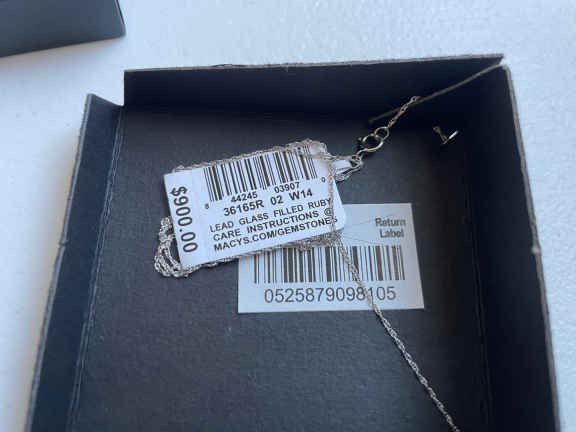 $900.00
8 44245 03907 0
36165R 02 W14
LEAD GLASS FILLED RUBY
CARE INSTRUCTIONS @
MACYS.COM/GEMSTONES
Return
Label
0525879098105